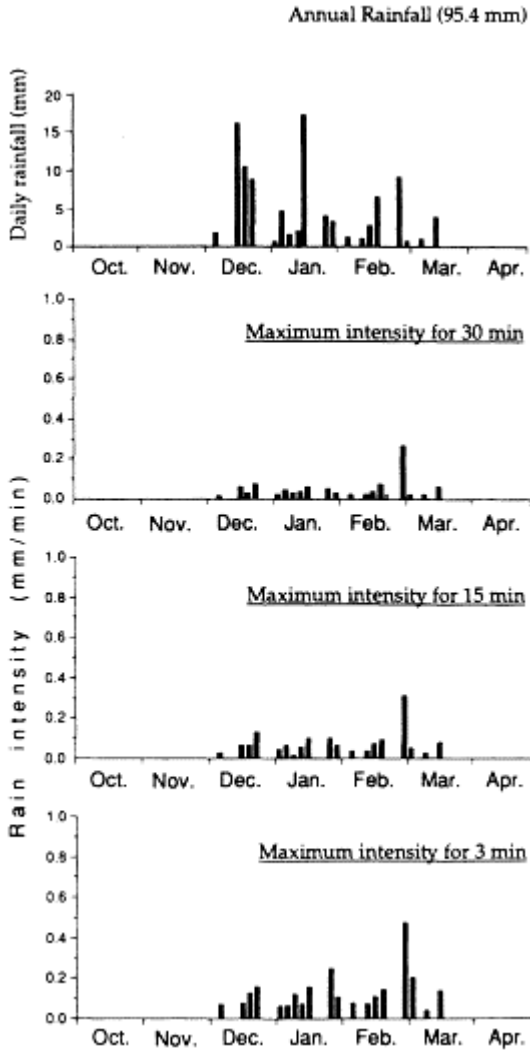 Annual Rainfall (95.4 mm)
Daily rainfall (mm)
20
15
10
5
0
Oct. Nov. Dec. Jan. Feb. Mar. Apr.
Rain intensity (mm/min)
Maximum intensity for 30 min
1.0
0.8
0.6
0.4
0.2
0.0
Oct. Nov. Dec. Jan. Feb. Mar. Apr.
Maximum intensity for 15 min
1.0
0.8
0.6
0.4
0.2
0.0
Oct. Nov. Dec. Jan. Feb. Mar. Apr.
Maximum intensity for 3 min
1.0
0.8
0.6
0.4
0.2
0.0
Oct. Nov. Dec. Jan. Feb. Mar. Apr.